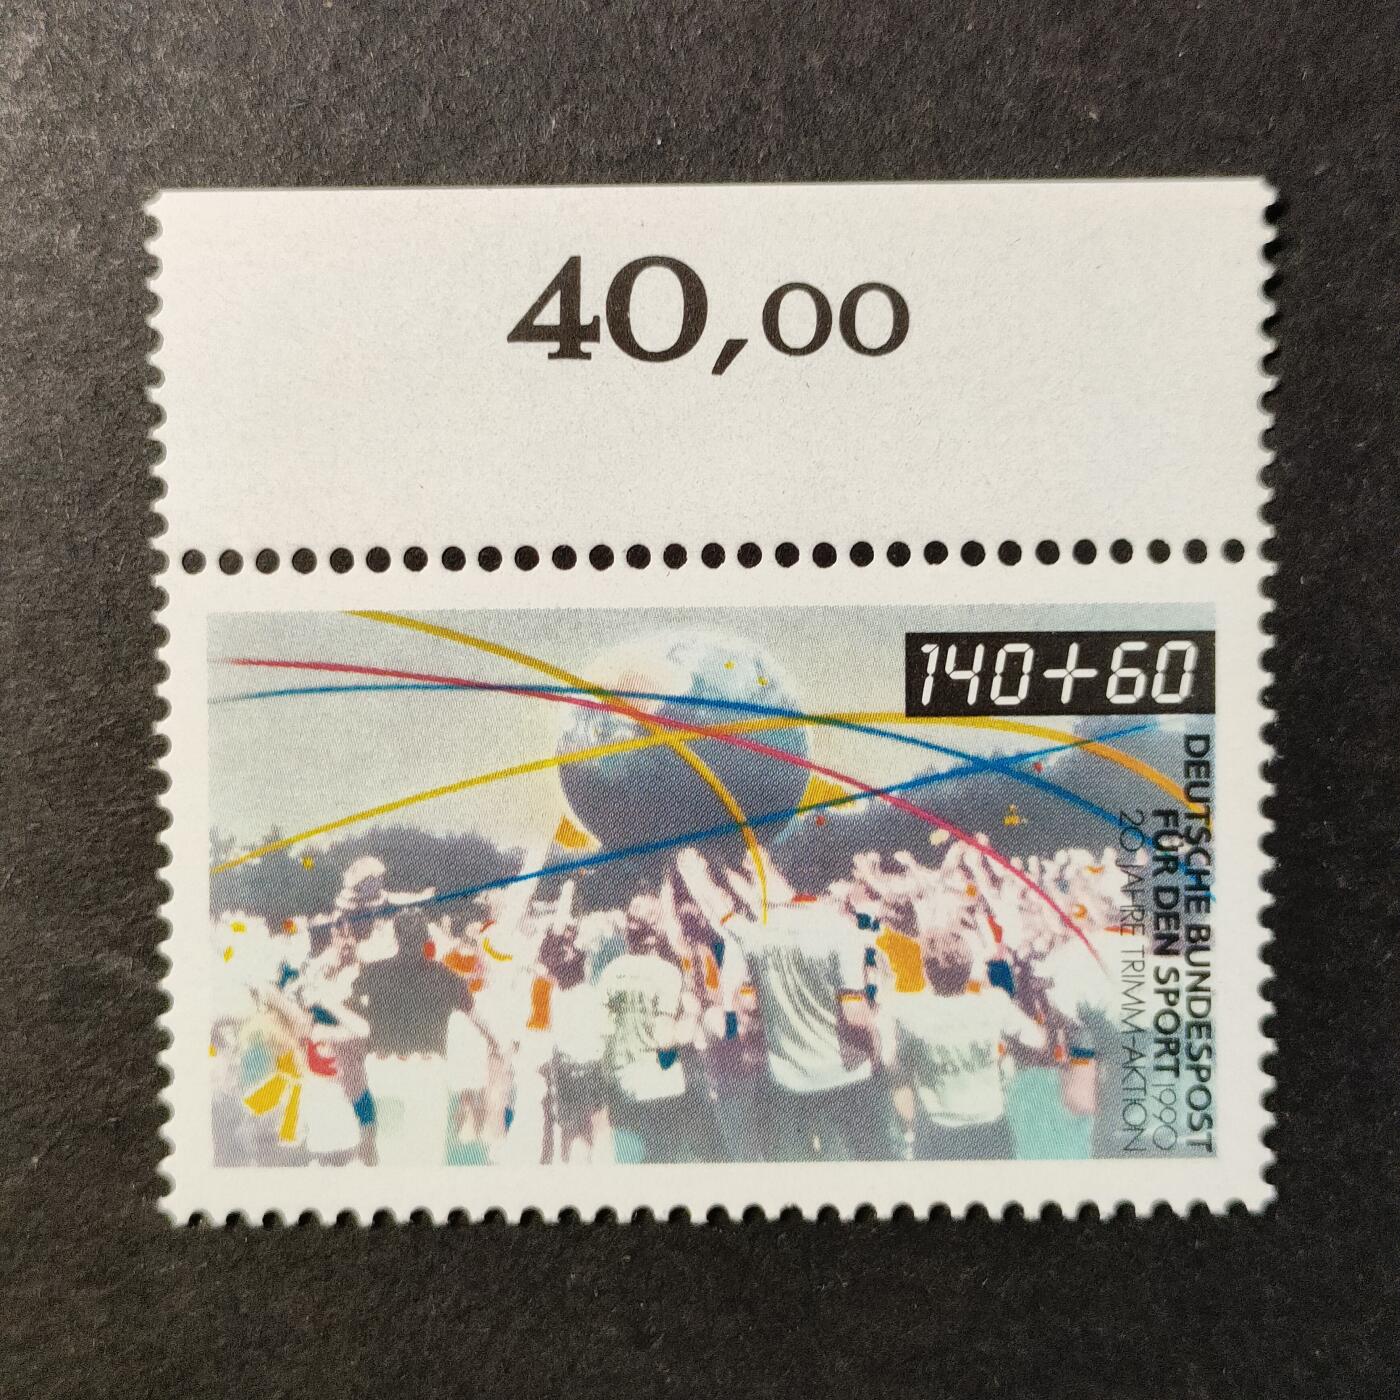 40,00
140+60
DEUTSCHE BUNDESPOST
FÜR DEN SPORT 1990
20 JAHRE TRIMM-AKTION